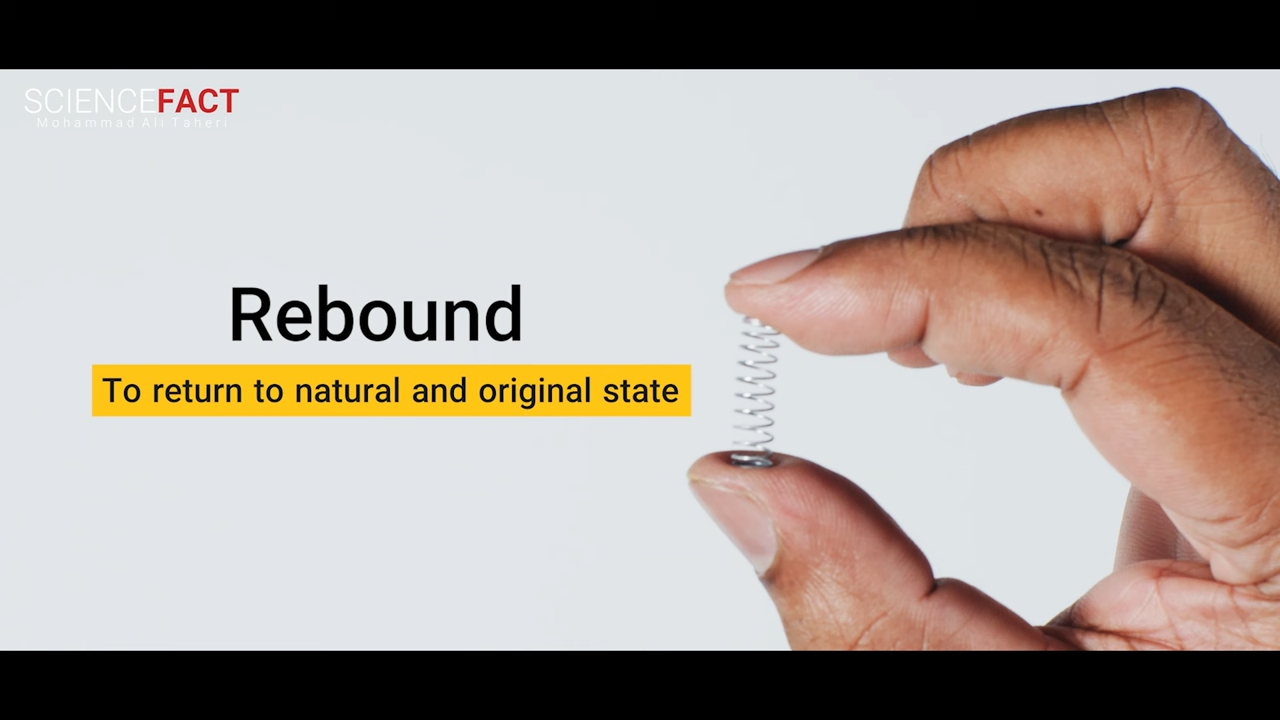 SCIENCEFACT
Mohammad Ali Taheri
Rebound
To return to natural and original state